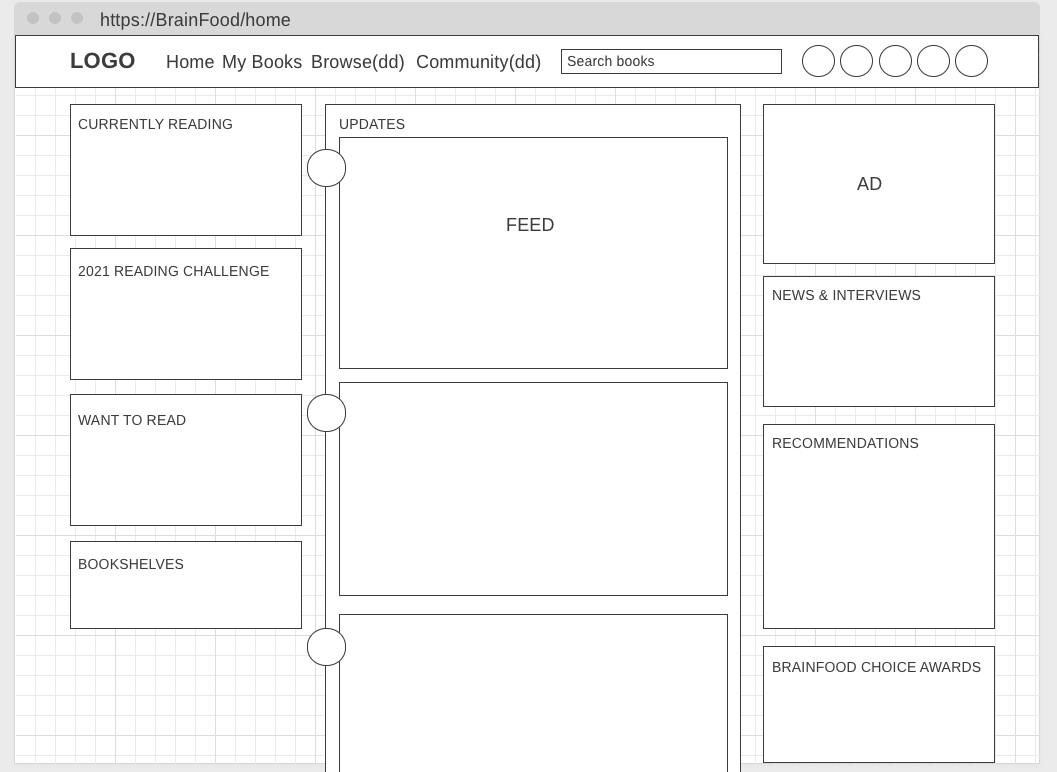 https://BrainFood/home
LOGO Home My Books Browse(dd) Community(dd) Search books
CURRENTLY READING
2021 READING CHALLENGE
WANT TO READ
BOOKSHELVES
UPDATES
FEED
AD
NEWS & INTERVIEWS
RECOMMENDATIONS
BRAINFOOD CHOICE AWARDS